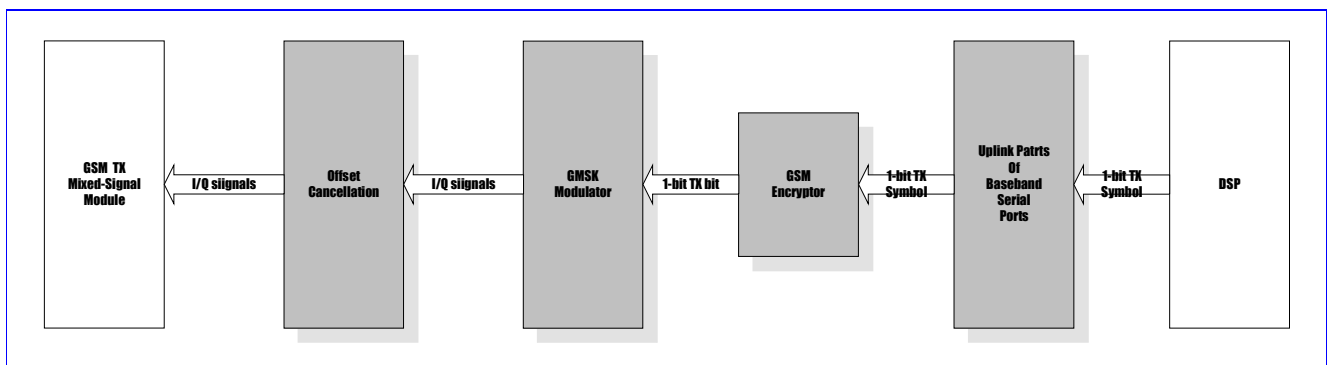 GSM TX
Mixed-Signal
Module
I/Q siignals
Offset
Cancellation
I/Q siignals
GMSK
Modulator
1-bit TX bit
GSM
Encryptor
1-bit TX
Symbol
Uplink Patrts
Of
Baseband
Serial
Ports
1-bit TX
Symbol
DSP